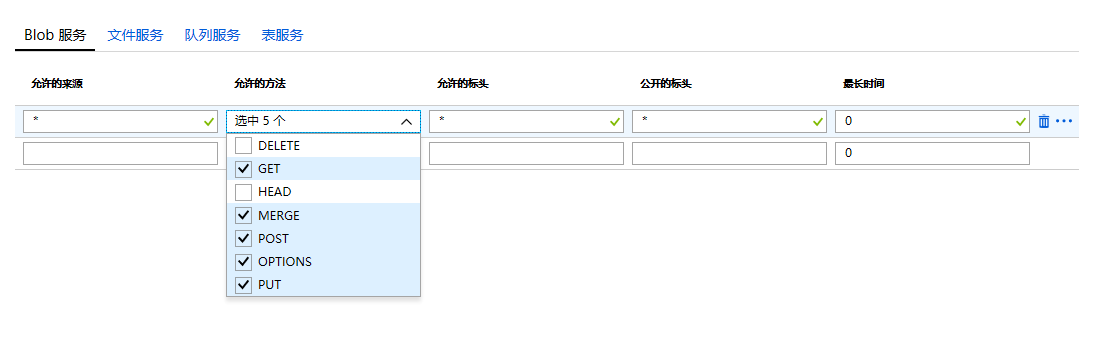 Blob 服务 文件服务 队列服务 表服务
允许的来源 允许的方法 允许的标头 公开的标头 最长时间
* 选中 5 个 * * 0
DELETE
0
GET
HEAD
MERGE
POST
OPTIONS
PUT